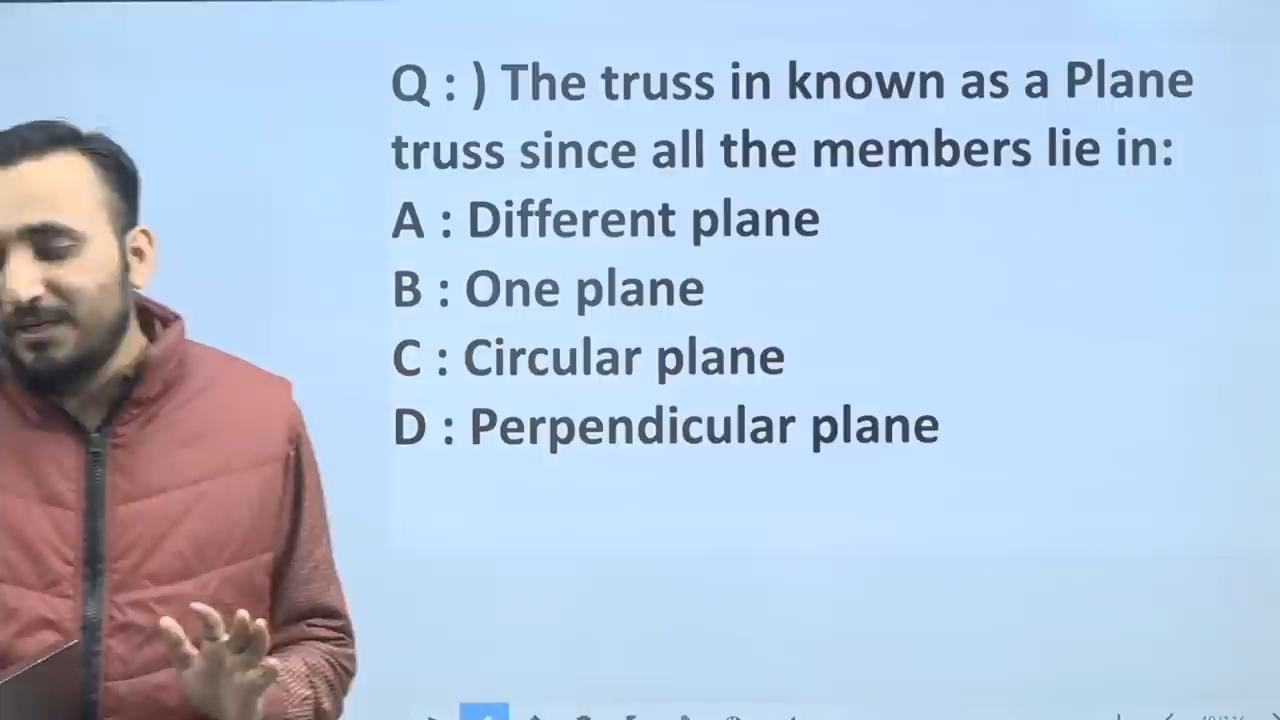 Q : ) The truss in known as a Plane
truss since all the members lie in:
A : Different plane
B : One plane
C : Circular plane
D : Perpendicular plane